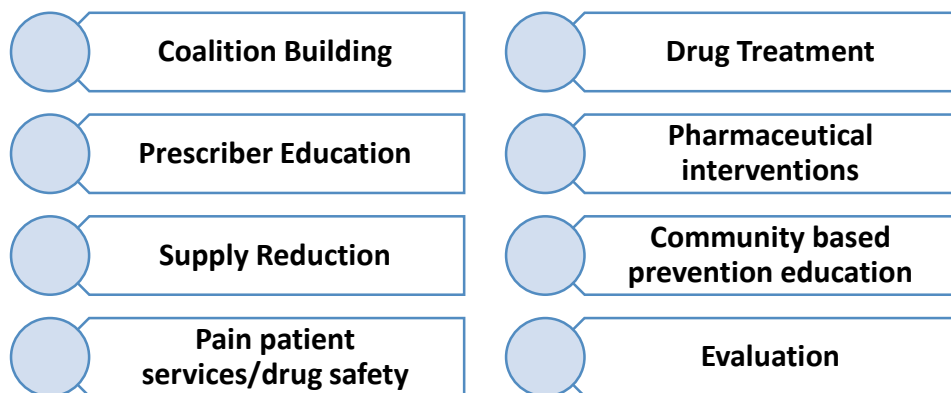 Coalition Building
Prescriber Education
Supply Reduction
Pain patient
services/drug safety
Drug Treatment
Pharmaceutical
interventions
Community based
prevention education
Evaluation